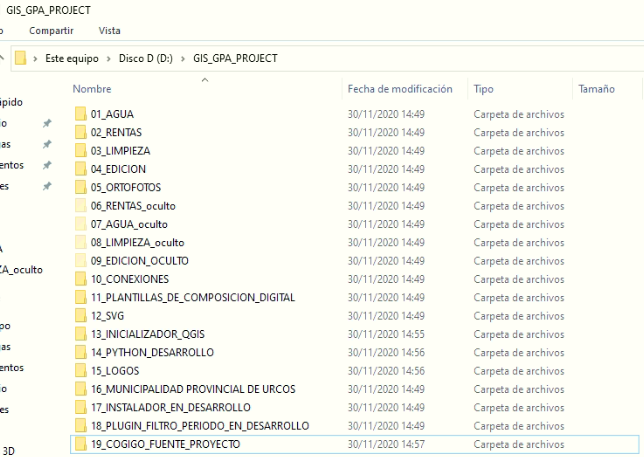 GIS_GPA_PROJECT
Compartir Vista
Este equipo > Disco D (D:) > GIS_GPA_PROJECT
Nombre Fecha de modificación Tipo Tamaño
01_AGUA 30/11/2020 14:49 Carpeta de archivos
02_RENTAS 30/11/2020 14:49 Carpeta de archivos
03_LIMPIEZA 30/11/2020 14:49 Carpeta de archivos
04_EDICION 30/11/2020 14:49 Carpeta de archivos
05_ORTOFOTOS 30/11/2020 14:49 Carpeta de archivos
06_RENTAS_oculto 30/11/2020 14:49 Carpeta de archivos
07_AGUA_oculto 30/11/2020 14:49 Carpeta de archivos
08_LIMPIEZA_oculto 30/11/2020 14:49 Carpeta de archivos
09_EDICION_OCULTO 30/11/2020 14:49 Carpeta de archivos
ZA_oculto
10_CONEXIONES 30/11/2020 14:49 Carpeta de archivos
11_PLANTILLAS_DE_COMPOSICION_DIGITAL 30/11/2020 14:49 Carpeta de archivos
12_SVG 30/11/2020 14:49 Carpeta de archivos
13_INICIALIZADOR_QGIS 30/11/2020 14:55 Carpeta de archivos
14_PYTHON_DESARROLLO 30/11/2020 14:56 Carpeta de archivos
15_LOGOS 30/11/2020 14:56 Carpeta de archivos
16_MUNICIPALIDAD PROVINCIAL DE URCOS 30/11/2020 14:49 Carpeta de archivos
17_INSTALADOR_EN_DESARROLLO 30/11/2020 14:49 Carpeta de archivos
18_PLUGIN_FILTRO_PERIODO_EN_DESARROLLO 30/11/2020 14:49 Carpeta de archivos
19_COGIGO_FUENTE_PROYECTO 30/11/2020 14:57 Carpeta de archivos
3D